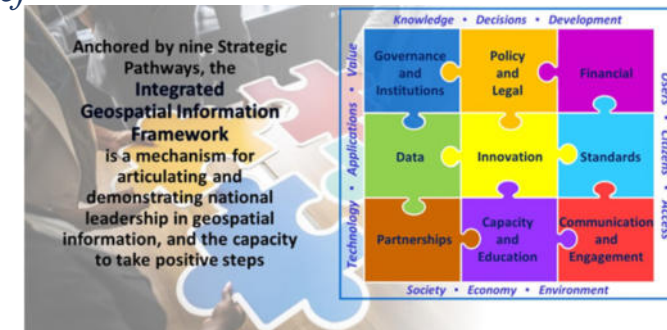 Anchored by nine Strategic
Pathways, the
Integrated
Geospatial Information
Framework
is a mechanism for
articulating and
demonstrating national
leadership in geospatial
information, and the capacity
to take positive steps
Knowledge • Decisions • Development
Technology • Applications • Value
Governance
and
Institutions
Policy
and
Legal
Financial
Data
Innovation
Standards
Partnerships
Capacity
and
Education
Communication
and
Engagement
Users • Citizens • Access
Society • Economy • Environment